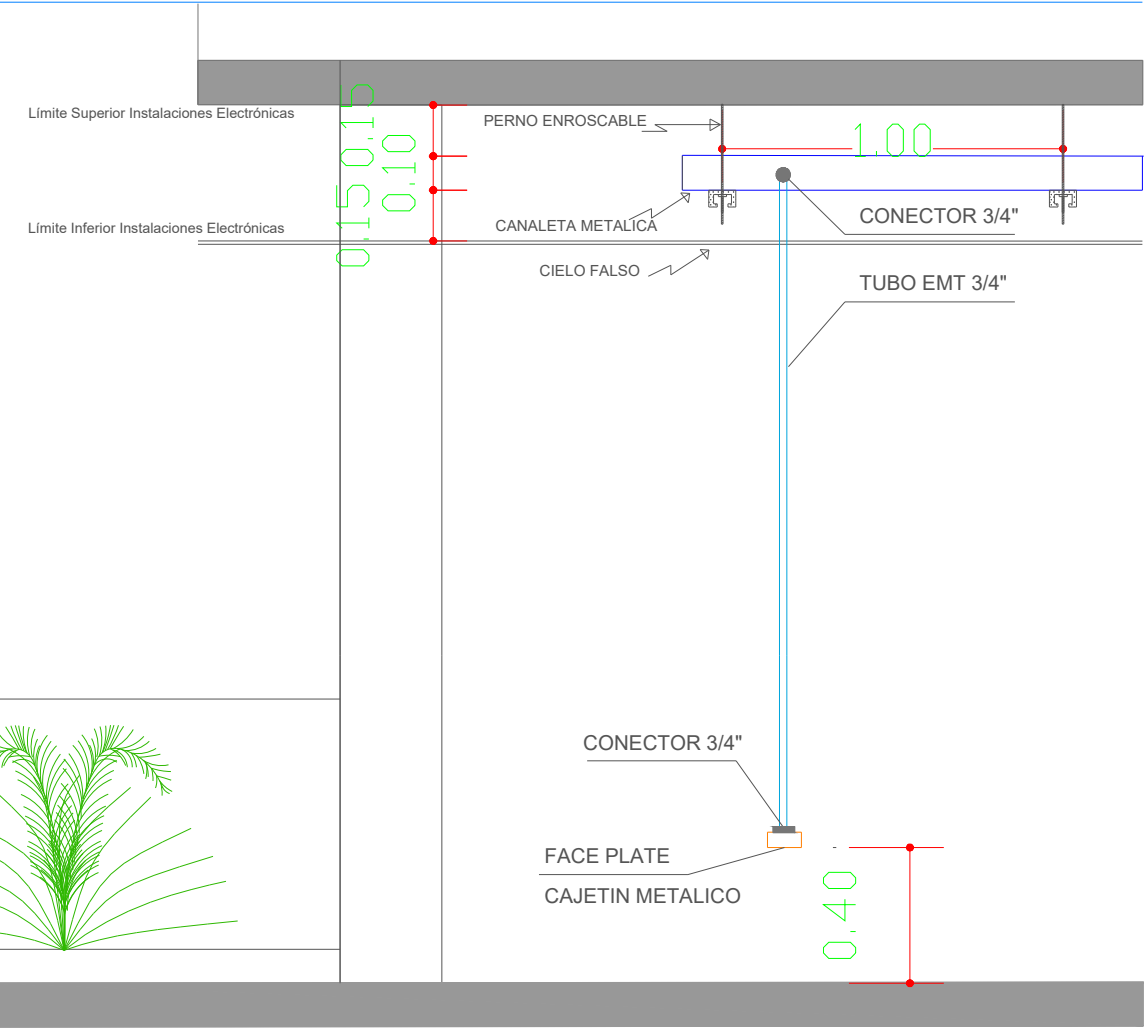 Límite Superior Instalaciones Electrónicas
0.15
PERNO ENROSCABLE
1.00
0.10
0.15
CONECTOR 3/4"
CANALETA METALICA
Límite Inferior Instalaciones Electrónicas
CIELO FALSO
TUBO EMT 3/4"
CONECTOR 3/4"
FACE PLATE
CAJETIN METALICO
0.40